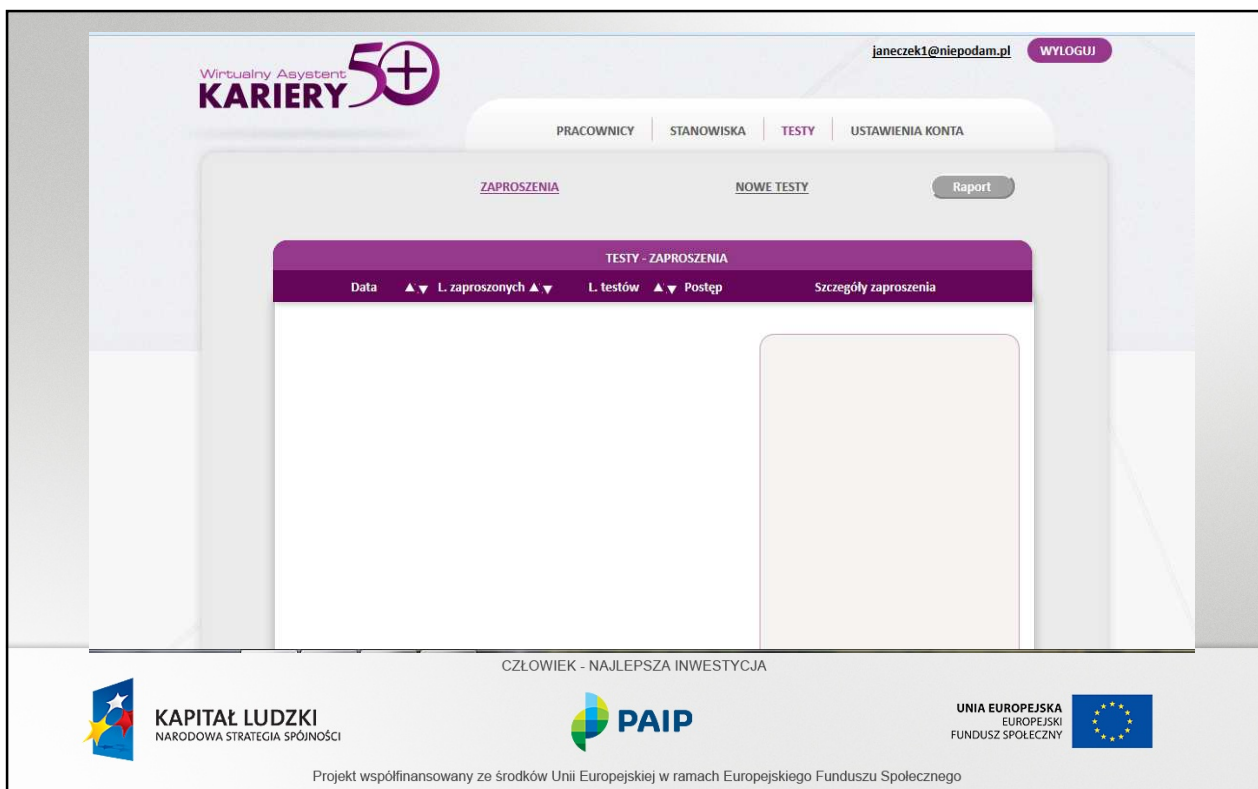 janeczek1@niepodam.pl WYLOGUJ
Wirtualny Asystent 50+
KARIERY
PRACOWNICY STANOWISKA TESTY USTAWIENIA KONTA
ZAPROSZENIA NOWE TESTY Raport
TESTY - ZAPROSZENIA
Data ▲▼ L. zaproszonych ▲▼ L. testów ▲▼ Postęp Szczegóły zaproszenia
CZŁOWIEK - NAJLEPSZA INWESTYCJA
KAPITAŁ LUDZKI
NARODOWA STRATEGIA SPÓJNOŚCI
PAIP
UNIA EUROPEJSKA
EUROPEJSKI
FUNDUSZ SPOŁECZNY
Projekt współfinansowany ze środków Unii Europejskiej w ramach Europejskiego Funduszu Społecznego